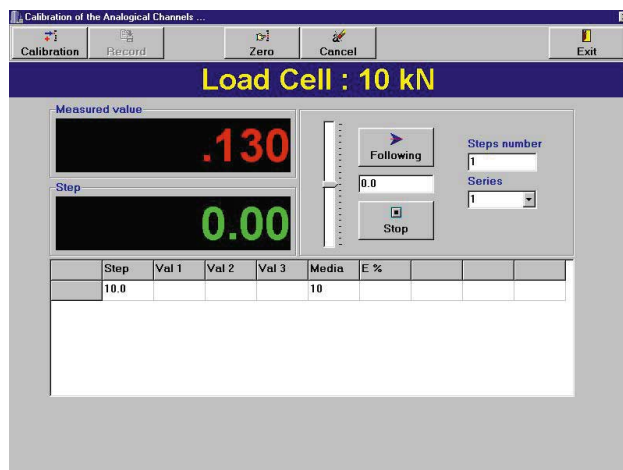 Calibration of the Analogical Channels ...
Calibration Record Zero Cancel Exit
Load Cell : 10 kN
Measured value
.130
Step
0.00
Following
0.0
Stop
Steps number
1
Series
1
Step Val 1 Val 2 Val 3 Media E %
10.0 10